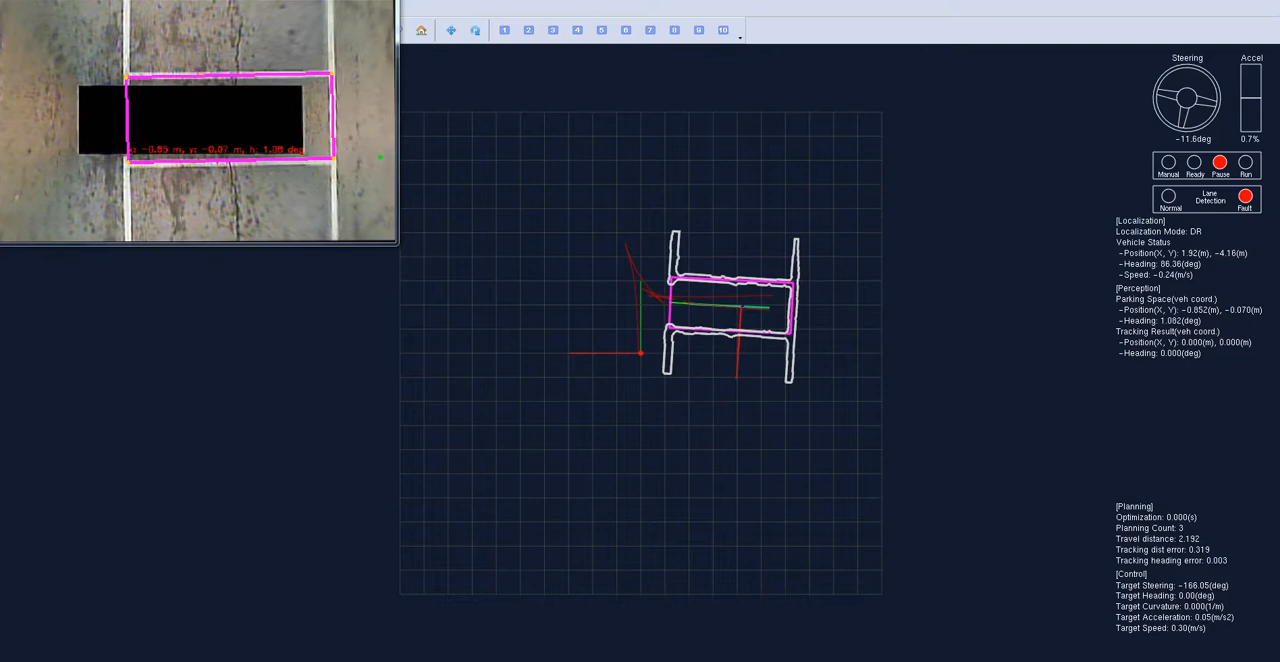 1 2 3 4 5 6 7 8 9 10
x: -0.85 m, y: -0.07 m, h: 1.08 deg
Steering
Accel
-11.6deg
0.7%
Manual Ready Pause Run
Lane
Detection
Normal
Fault
[Localization]
Localization Mode: DR
Vehicle Status
-Position(X, Y): 1.92(m), -4.16(m)
-Heading: 86.36(deg)
-Speed: -0.24(m/s)
[Perception]
Parking Space(veh coord.)
-Position(X, Y): -0.852(m), -0.070(m)
-Heading: 1.082(deg)
Tracking Result(veh coord.)
-Position(X, Y): 0.000(m), 0.000(m)
-Heading: 0.000(deg)
[Planning]
Optimization: 0.000(s)
Planning Count: 3
Travel distance: 2.192
Tracking dist error: 0.319
Tracking heading error: 0.003
[Control]
Target Steering: -166.05(deg)
Target Heading: 0.00(deg)
Target Curvature: 0.000(1/m)
Target Acceleration: 0.05(m/s2)
Target Speed: 0.30(m/s)